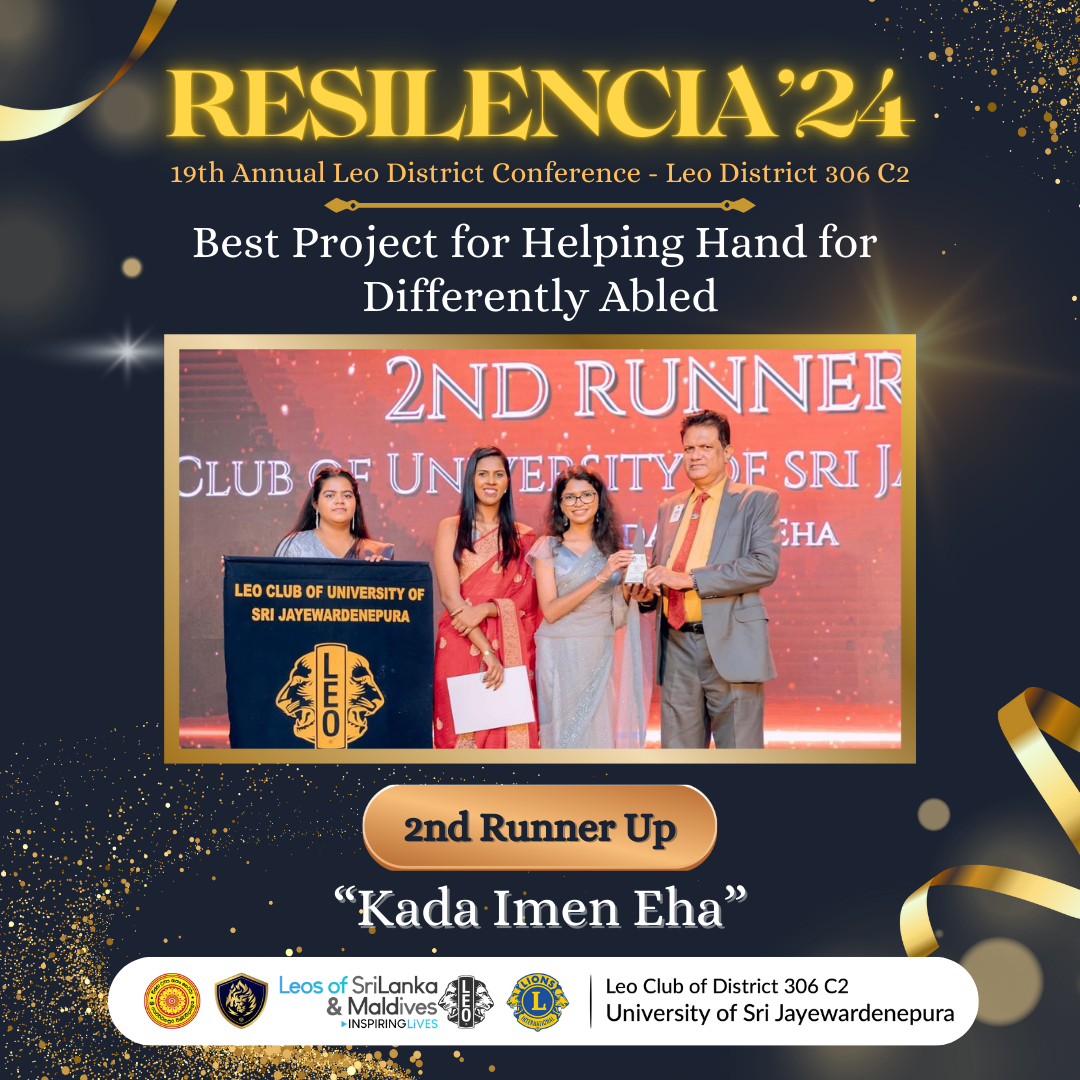 RESILENCIA'24
19th Annual Leo District Conference - Leo District 306 C2
Best Project for Helping Hand for
Differently Abled
2ND RUNNER
CLUB OF UNIVERSITY OF SRI J
EHA
LEO CLUB OF UNIVERSITY OF
SRI JAYEWARDENEPURA
LEO
2nd Runner Up
“Kada Imen Eha”
Leos of SriLanka
& Maldives
INSPIRING LIVES
LEO
LIONS
L
INTERNATIONAL
Leo Club of District 306 C2
University of Sri Jayewardenepura